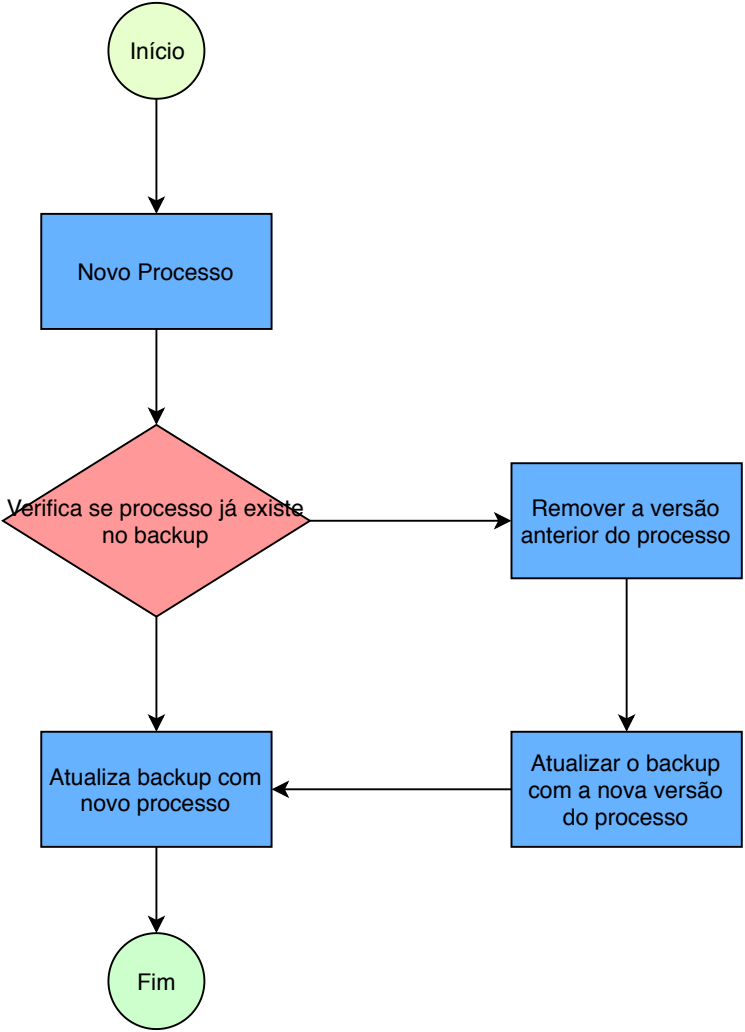 Início
Novo Processo
Verifica se processo já existe
no backup
Remover a versão
anterior do processo
Atualiza backup com
novo processo
Atualizar o backup
com a nova versão
do processo
Fim